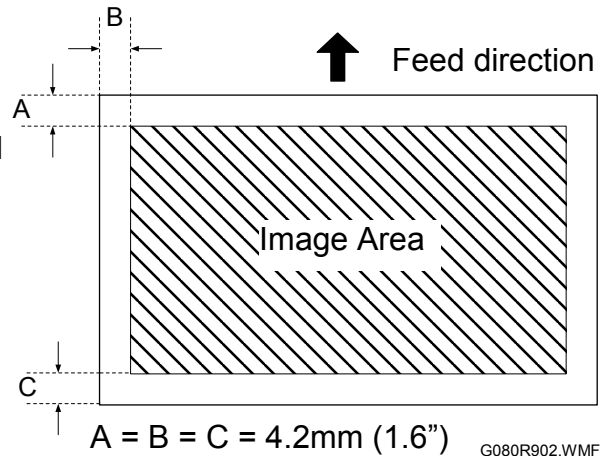 B
Feed direction
A
Image Area
C
A = B = C = 4.2mm (1.6”)
G080R902.WMF